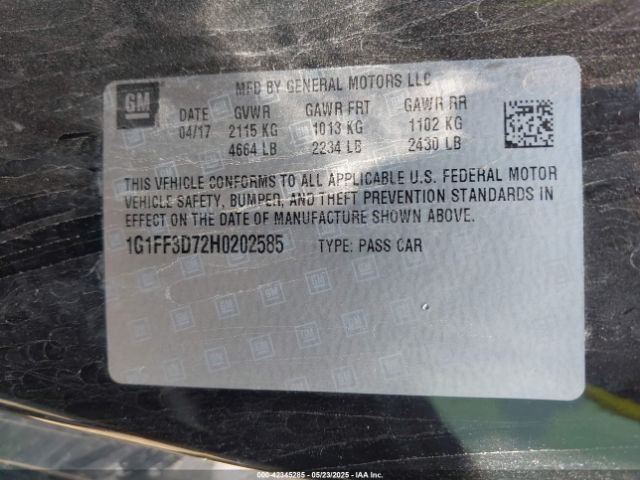 MFD BY GENERAL MOTORS LLC
GM
DATE GVWR GAWR FRT GAWR RR
04/17 2115 KG 1013 KG 1102 KG
4664 LB 2234 LB 2430 LB
THIS VEHICLE CONFORMS TO ALL APPLICABLE U.S. FEDERAL MOTOR
VEHICLE SAFETY, BUMPER, AND THEFT PREVENTION STANDARDS IN
EFFECT ON THE DATE OF MANUFACTURE SHOWN ABOVE.
1G1FF3D72H0202585 TYPE: PASS CAR
000-42345285 - 05/23/2025 - IAA Inc.